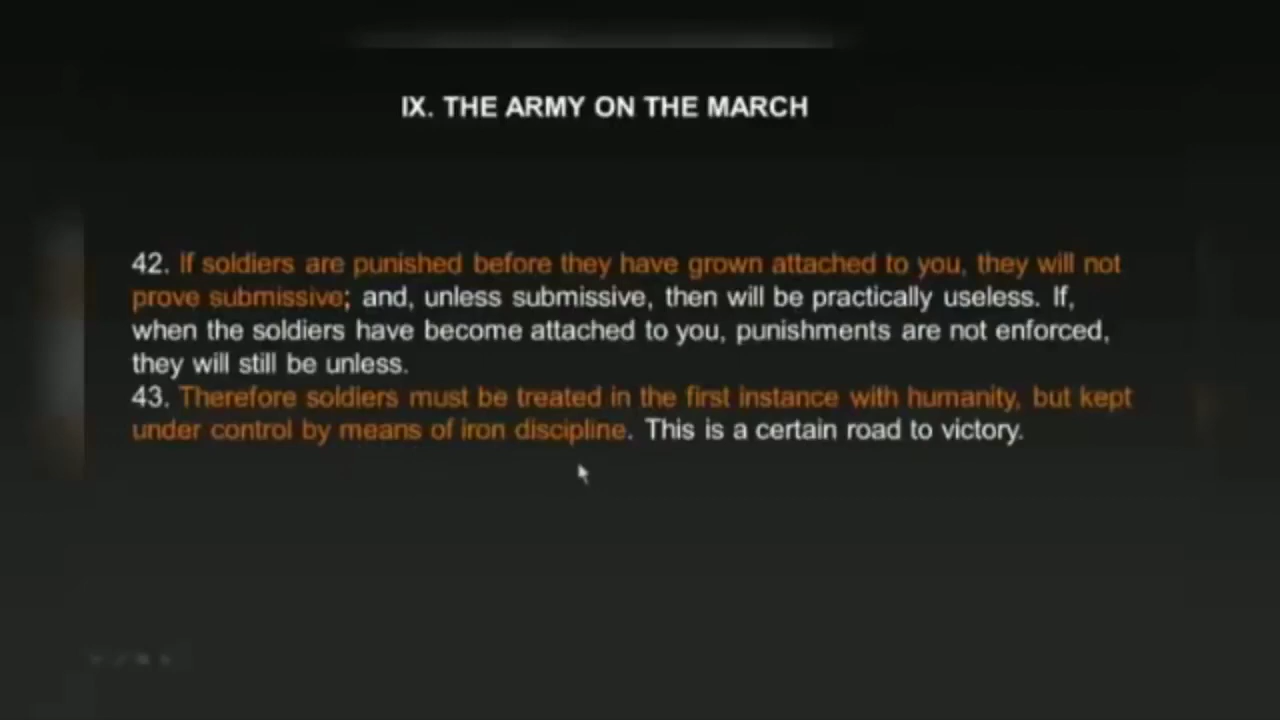 IX. THE ARMY ON THE MARCH
42. If soldiers are punished before they have grown attached to you, they will not
prove submissive; and, unless submissive, then will be practically useless. If,
when the soldiers have become attached to you, punishments are not enforced,
they will still be unless.
43. Therefore soldiers must be treated in the first instance with humanity, but kept
under control by means of iron discipline. This is a certain road to victory.